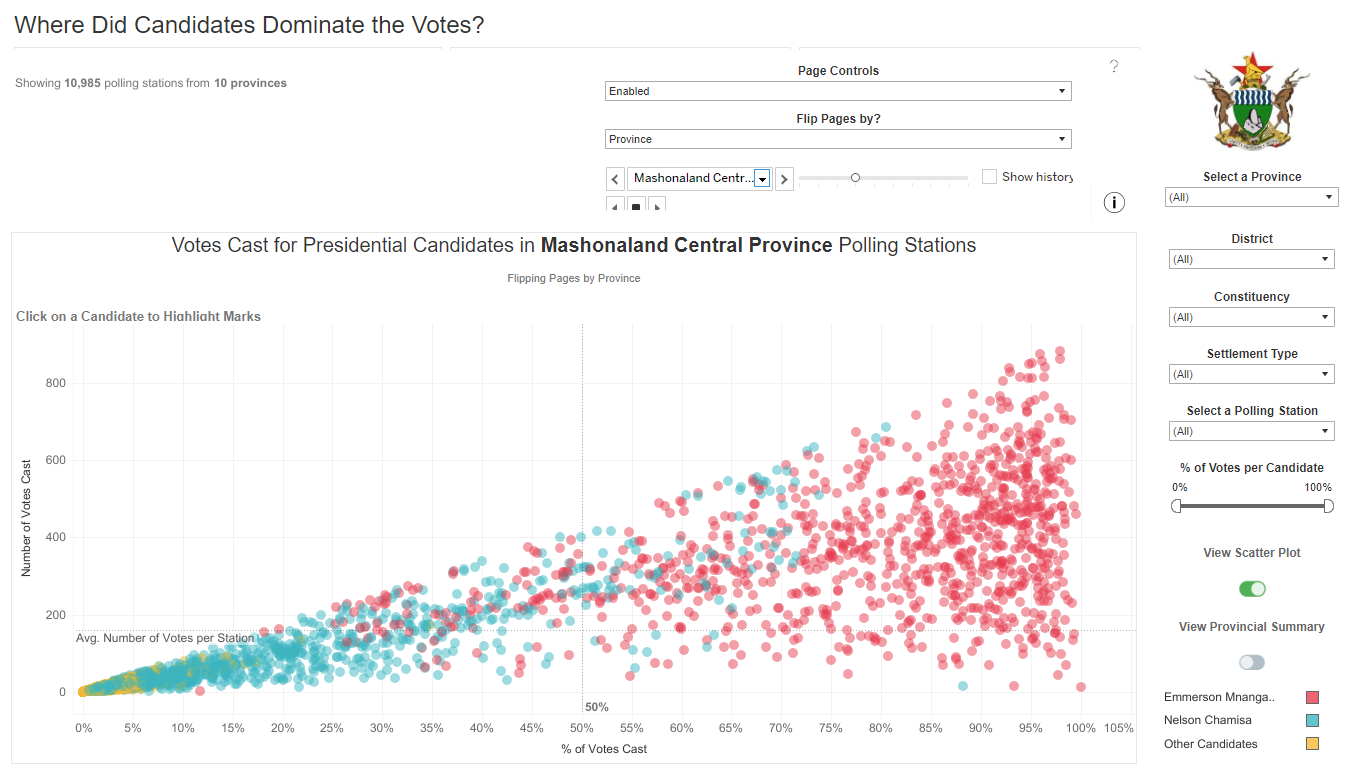 Where Did Candidates Dominate the Votes?
Showing 10,985 polling stations from 10 provinces
Page Controls
?
Enabled
Flip Pages by?
Province
Mashonaland Centr...
Show history
Select a Province
(All)
District
(All)
Constituency
(All)
Settlement Type
(All)
Select a Polling Station
(All)
% of Votes per Candidate
0% 100%
View Scatter Plot
View Provincial Summary
Emmerson Mnanga..
Nelson Chamisa
Other Candidates
Votes Cast for Presidential Candidates in Mashonaland Central Province Polling Stations
Flipping Pages by Province
Click on a Candidate to Highlight Marks
Number of Votes Cast
800
600
400
200
0
Avg. Number of Votes per Station
50%
0% 5% 10% 15% 20% 25% 30% 35% 40% 45% 50% 55% 60% 65% 70% 75% 80% 85% 90% 95% 100% 105%
% of Votes Cast